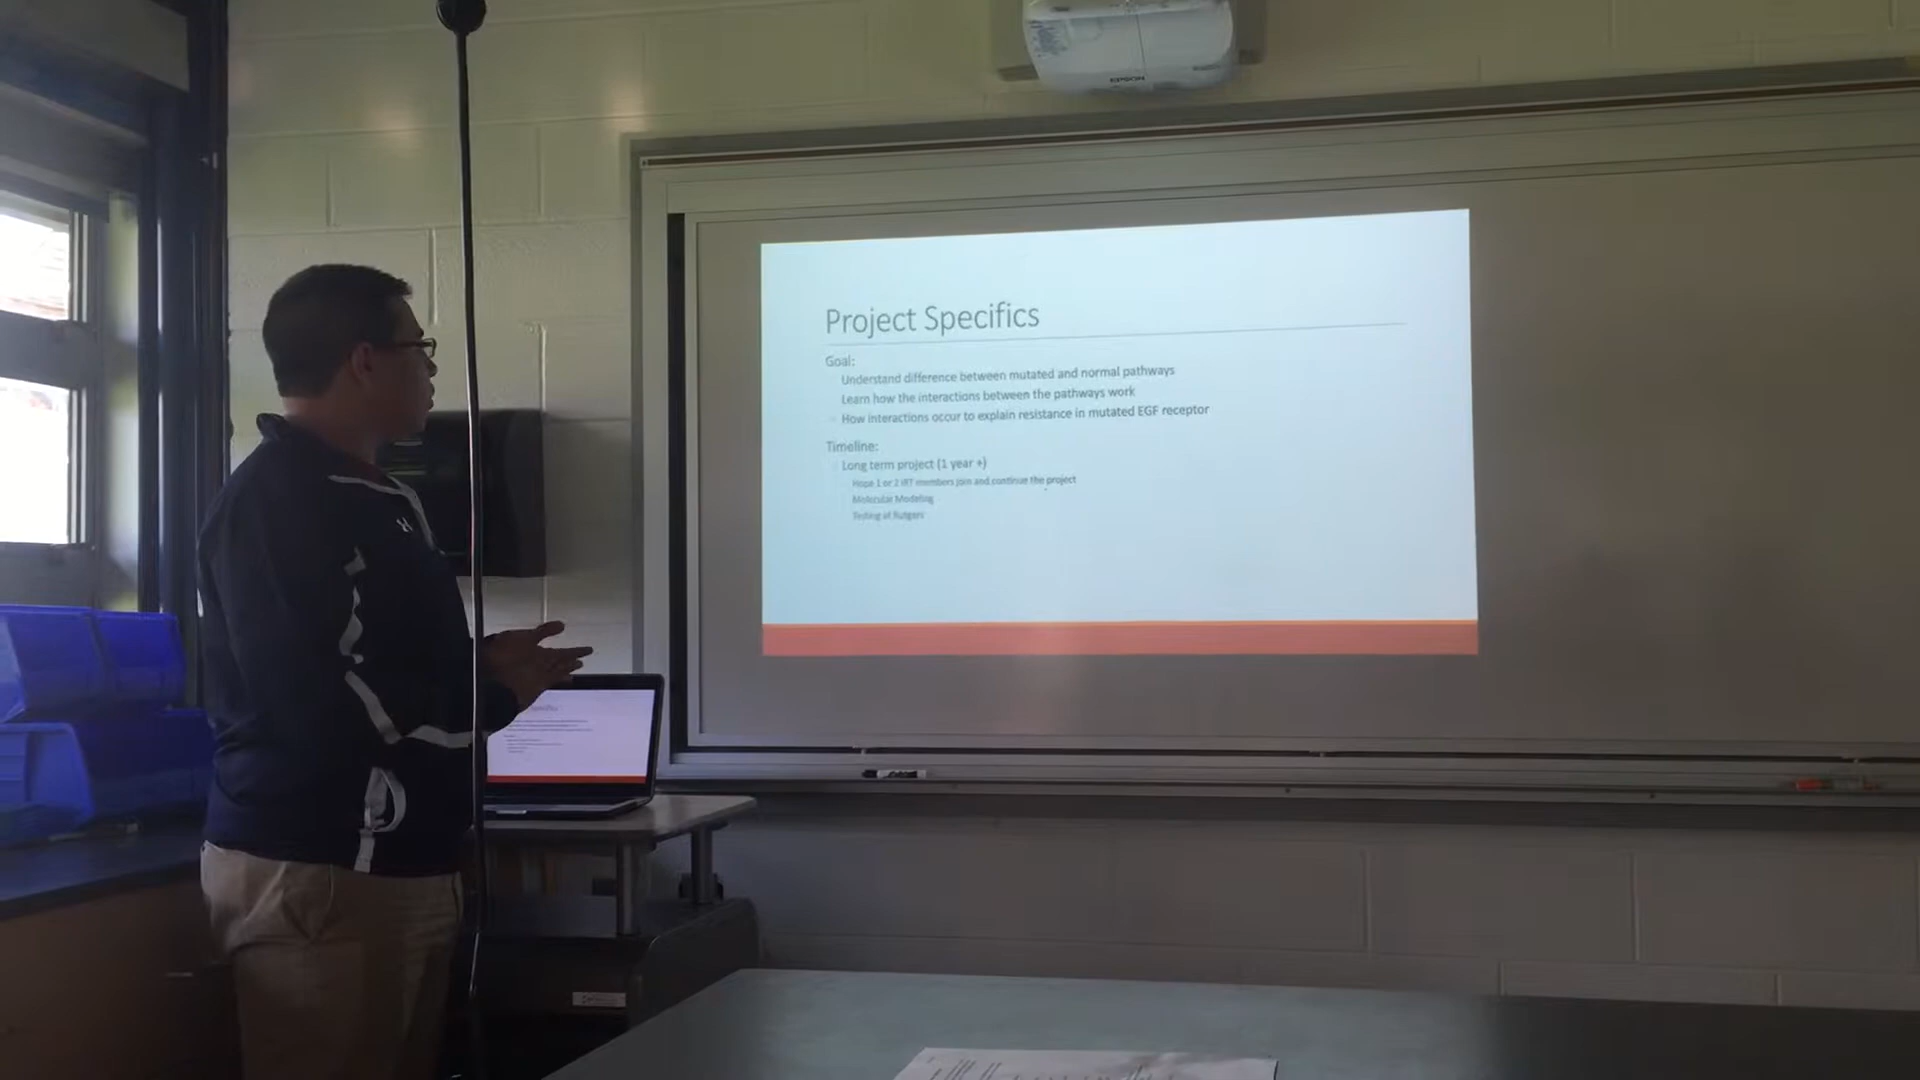 EPSON
Project Specifics
Goal:
Understand difference between mutated and normal pathways
Learn how the interactions between the pathways work
How interactions occur to explain resistance in mutated EGF receptor
Timeline:
Long term project (1 year +)
Hope 1 or 2 iRT members join and continue the project
Molecular Modeling
Testing at Rutgers